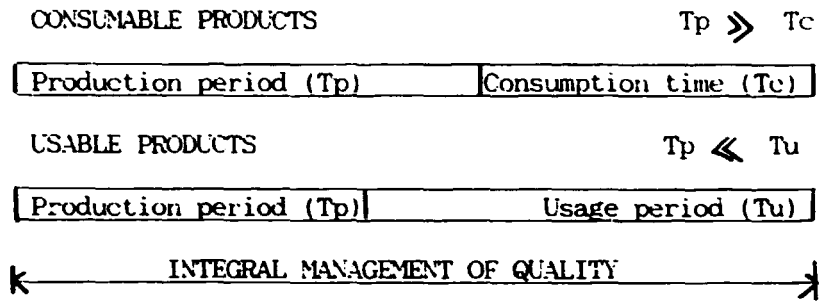 CONSUMABLE PRODUCTS Tp ≫ Tc
Production period (Tp) Consumption time (Tc)
USABLE PRODUCTS Tp ≪ Tu
Production period (Tp) Usage period (Tu)
INTEGRAL MANAGEMENT OF QUALITY